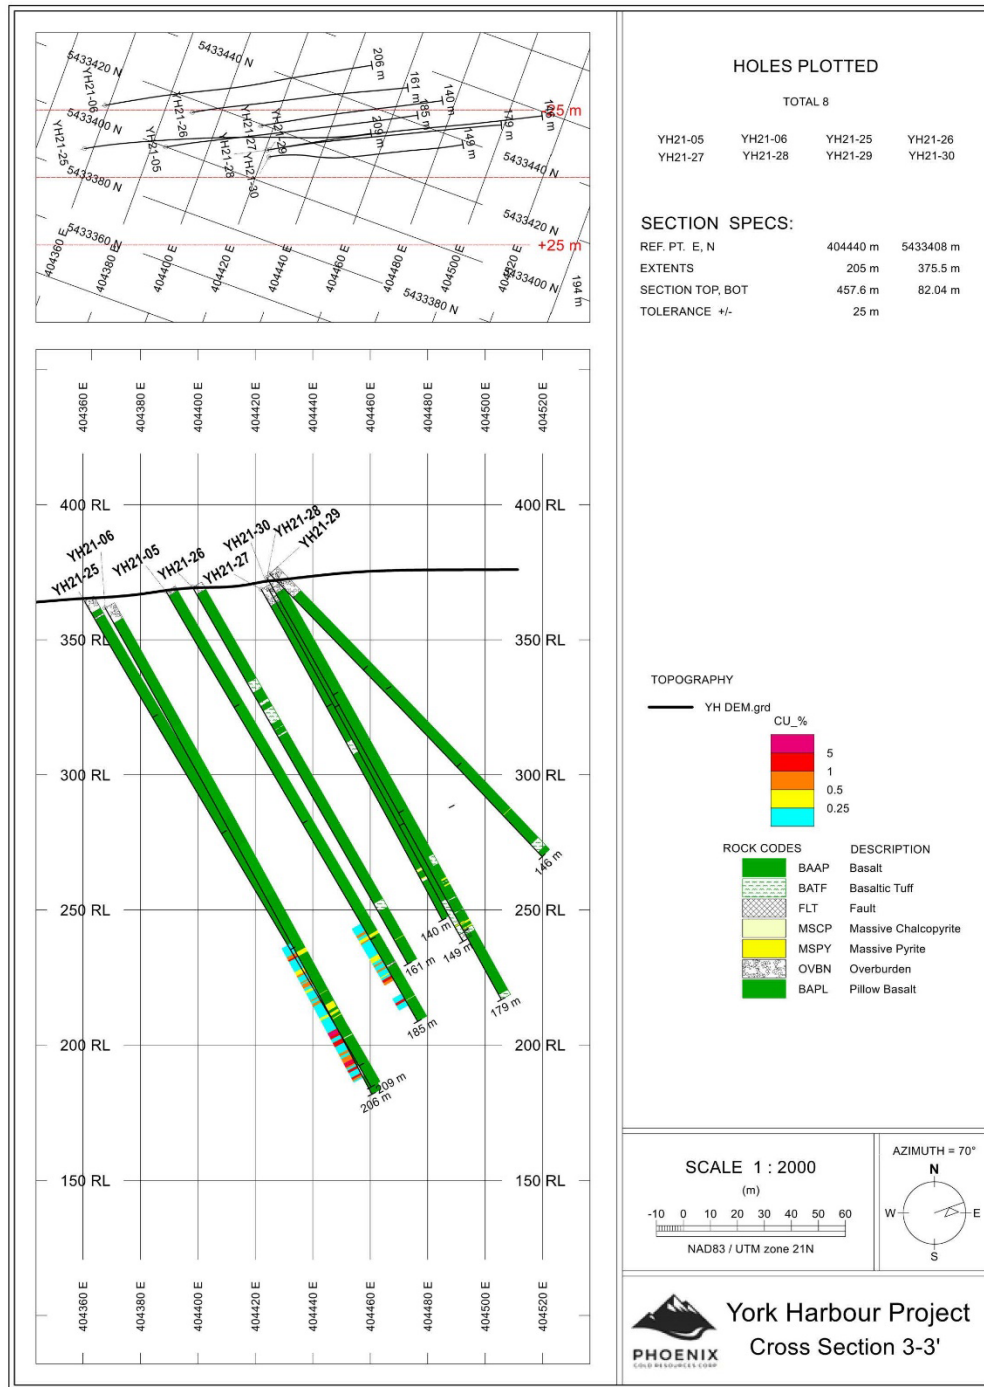 5433420 N
5433440 N
206 m
161 m
140 m
185 m
209 m
179 m
146 m
149 m
-25 m
YH21-06
5433400 N
YH21-26
YH21-27
YH21-29
YH21-25
YH21-05
YH21-28
YH21-30
5433440 N
5433380 N
5433420 N
5433360 N
+25 m
404360 E
404380 E
404400 E
404420 E
404440 E
404460 E
404480 E
404500 E
404520 E
5433400 N
5433380 N
194 m
404360 E
404380 E
404400 E
404420 E
404440 E
404460 E
404480 E
404500 E
404520 E
400 RL
400 RL
YH21-28
YH21-29
YH21-30
YH21-06
YH21-05
YH21-26
YH21-27
YH21-25
350 RL
350 RL
300 RL
300 RL
146 m
250 RL
250 RL
140 m
149 m
161 m
179 m
185 m
200 RL
200 RL
209 m
206 m
150 RL
150 RL
404360 E
404380 E
404400 E
404420 E
404440 E
404460 E
404480 E
404500 E
404520 E
HOLES PLOTTED
TOTAL 8
YH21-05 YH21-06 YH21-25 YH21-26
YH21-27 YH21-28 YH21-29 YH21-30
SECTION SPECS:
REF. PT. E, N 404440 m 5433408 m
EXTENTS 205 m 375.5 m
SECTION TOP, BOT 457.6 m 82.04 m
TOLERANCE +/- 25 m
TOPOGRAPHY
YH DEM.grd
CU_%
5
1
0.5
0.25
ROCK CODES DESCRIPTION
BAAP Basalt
BATF Basaltic Tuff
FLT Fault
MSCP Massive Chalcopyrite
MSPY Massive Pyrite
OVBN Overburden
BAPL Pillow Basalt
SCALE 1 : 2000
(m)
-10 0 10 20 30 40 50 60
NAD83 / UTM zone 21N
AZIMUTH = 70°
N
W E
S
PHOENIX
GOLD RESOURCES CORP
York Harbour Project
Cross Section 3-3'